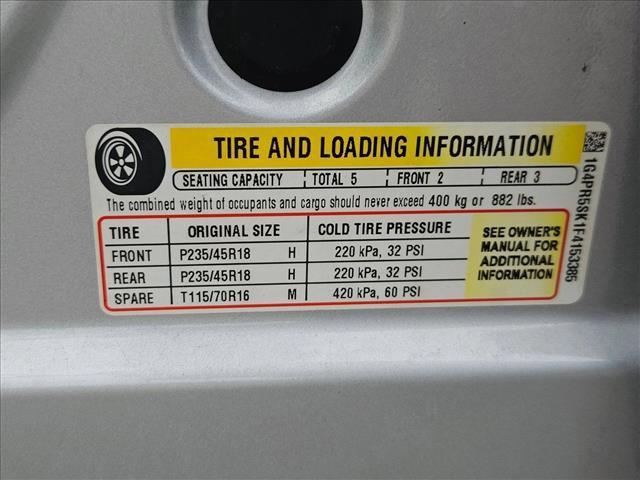 TIRE AND LOADING INFORMATION
SEATING CAPACITY TOTAL 5 FRONT 2 REAR 3
The combined weight of occupants and cargo should never exceed 400 kg or 882 lbs.
TIRE ORIGINAL SIZE COLD TIRE PRESSURE
FRONT P235/45R18 H 220 kPa, 32 PSI
REAR P235/45R18 H 220 kPa, 32 PSI
SPARE T115/70R16 M 420 kPa, 60 PSI
SEE OWNER'S
MANUAL FOR
ADDITIONAL
INFORMATION
1G4PR5SK1F4153385